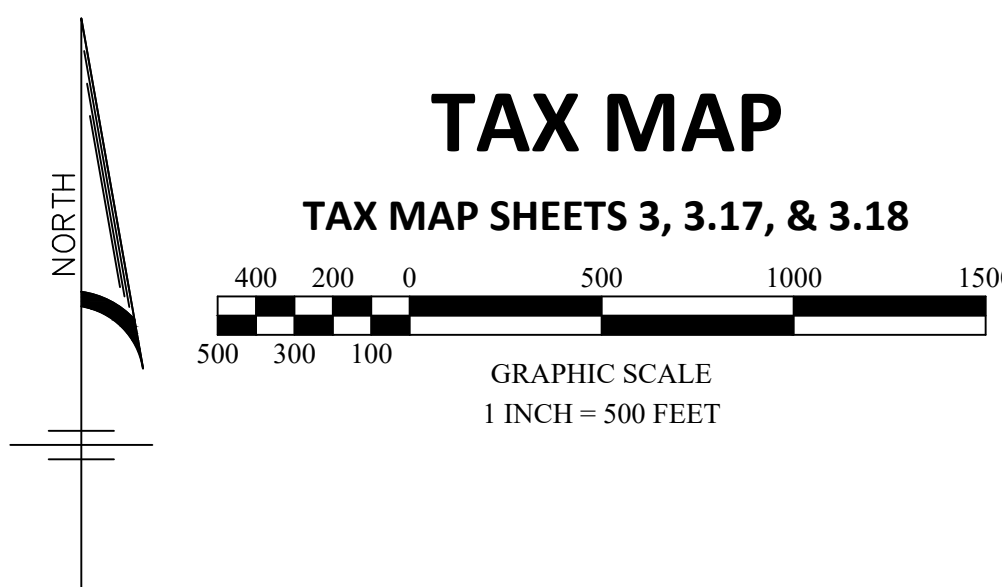 TAX MAP
TAX MAP SHEETS 3, 3.17, & 3.18
NORTH
400 200 0 500 1000 1500
500 300 100
GRAPHIC SCALE
1 INCH = 500 FEET